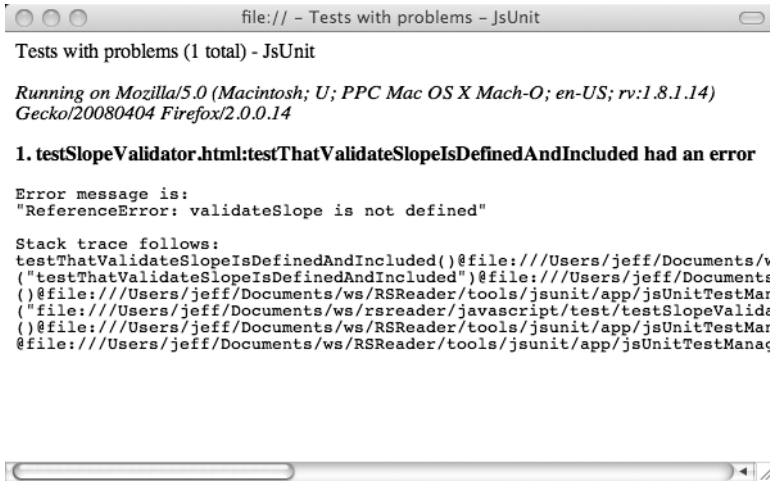 file:// – Tests with problems – JsUnit
Tests with problems (1 total) - JsUnit
Running on Mozilla/5.0 (Macintosh; U; PPC Mac OS X Mach-O; en-US; rv:1.8.1.14)
Gecko/20080404 Firefox/2.0.0.14
1. testSlopeValidator.html:testThatValidateSlopeIsDefinedAndIncluded had an error
Error message is:
"ReferenceError: validateSlope is not defined"
Stack trace follows:
testThatValidateSlopeIsDefinedAndIncluded()@file:///Users/jeff/Documents/w
("testThatValidateSlopeIsDefinedAndIncluded")@file:///Users/jeff/Documents
()@file:///Users/jeff/Documents/ws/RSReader/tools/jsunit/app/jsUnitTestMan
("file:///Users/jeff/Documents/ws/rsreader/javascript/test/testSlopeValida
()@file:///Users/jeff/Documents/ws/RSReader/tools/jsunit/app/jsUnitTestMan
@file:///Users/jeff/Documents/ws/RSReader/tools/jsunit/app/jsUnitTestManag